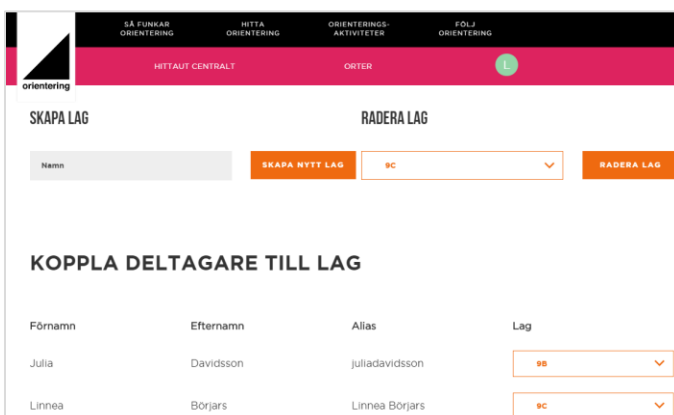 SÅ FUNKAR ORIENTERING
HITTA ORIENTERING
ORIENTERINGS-AKTIVITETER
FÖLJ ORIENTERING
orientering
HITTAUT CENTRALT ORTER L
SKAPA LAG RADERA LAG
Namn SKAPA NYTT LAG 9C RADERA LAG
KOPPLA DELTAGARE TILL LAG
Förnamn Efternamn Alias Lag
Julia Davidsson juliadavidsson 9B
Linnea Börjars Linnea Börjars 9C